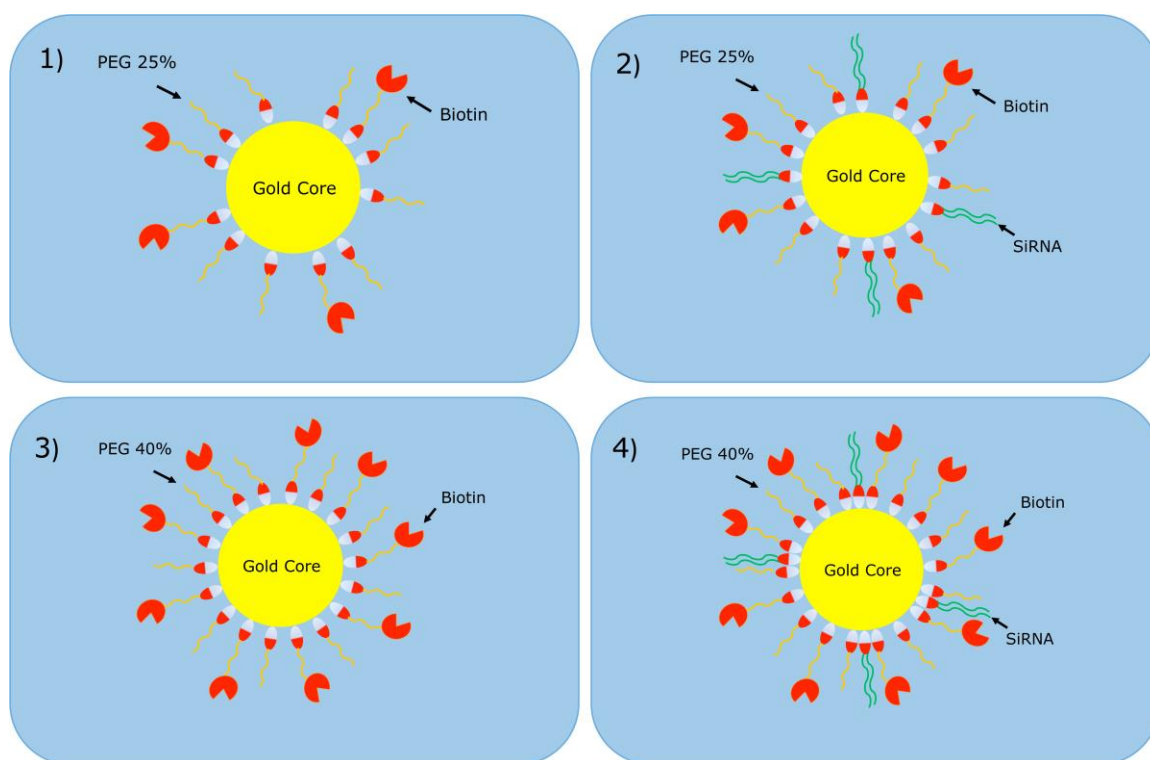 1)
PEG 25%
Biotin
Gold Core
2)
PEG 25%
Biotin
Gold Core
SiRNA
3)
PEG 40%
Biotin
Gold Core
4)
PEG 40%
Biotin
Gold Core
SiRNA